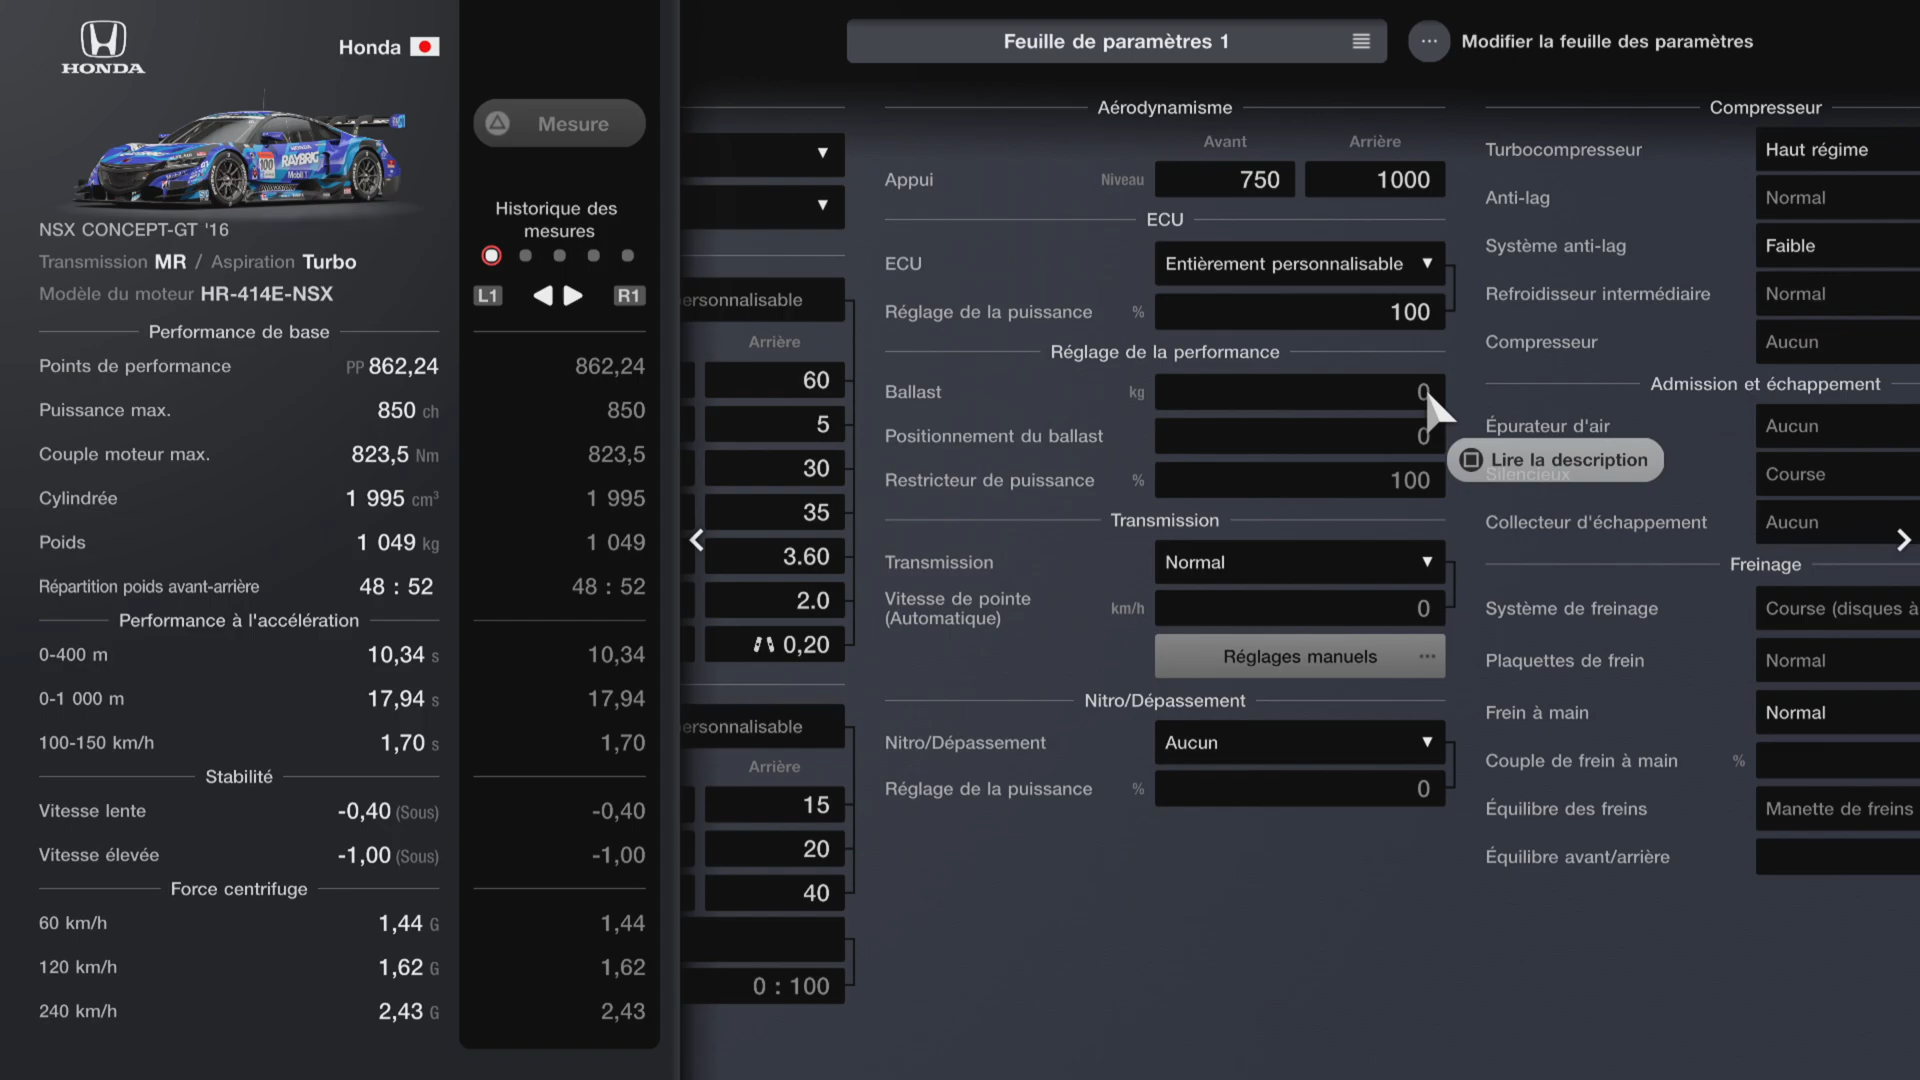 HONDA
Honda
NSX CONCEPT-GT '16
Transmission MR / Aspiration Turbo
Modèle du moteur HR-414E-NSX
Performance de base
Points de performance PP 862,24
Puissance max. 850 ch
Couple moteur max. 823,5 Nm
Cylindrée 1 995 cm³
Poids 1 049 kg
Répartition poids avant-arrière 48 : 52
Performance à l'accélération
0-400 m 10,34 s
0-1 000 m 17,94 s
100-150 km/h 1,70 s
Stabilité
Vitesse lente -0,40 (Sous)
Vitesse élevée -1,00 (Sous)
Force centrifuge
60 km/h 1,44 G
120 km/h 1,62 G
240 km/h 2,43 G
Mesure
Historique des
mesures
L1 R1
862,24
850
823,5
1 995
1 049
48 : 52
10,34
17,94
1,70
-0,40
-1,00
1,44
1,62
2,43
Feuille de paramètres 1
Modifier la feuille des paramètres
ersonnalisable
Arrière
60
5
30
35
3.60
2.0
0,20
personnalisable
Arrière
15
20
40
0 : 100
Aérodynamisme
Avant Arrière
Appui Niveau 750 1000
ECU
ECU Entièrement personnalisable
Réglage de la puissance % 100
Réglage de la performance
Ballast kg 0
Positionnement du ballast 0
Restricteur de puissance % 100
Transmission
Transmission Normal
Vitesse de pointe
(Automatique) km/h 0
Réglages manuels
Nitro/Dépassement
Nitro/Dépassement Aucun
Réglage de la puissance % 0
Compresseur
Turbocompresseur Haut régime
Anti-lag Normal
Système anti-lag Faible
Refroidisseur intermédiaire Normal
Compresseur Aucun
Admission et échappement
Épurateur d'air Aucun
Lire la description
Silencieux Course
Collecteur d'échappement Aucun
Freinage
Système de freinage Course (disques à
Plaquettes de frein Normal
Frein à main Normal
Couple de frein à main %
Équilibre des freins Manette de freins
Équilibre avant/arrière
RAYBRIG
100
Mobil 1